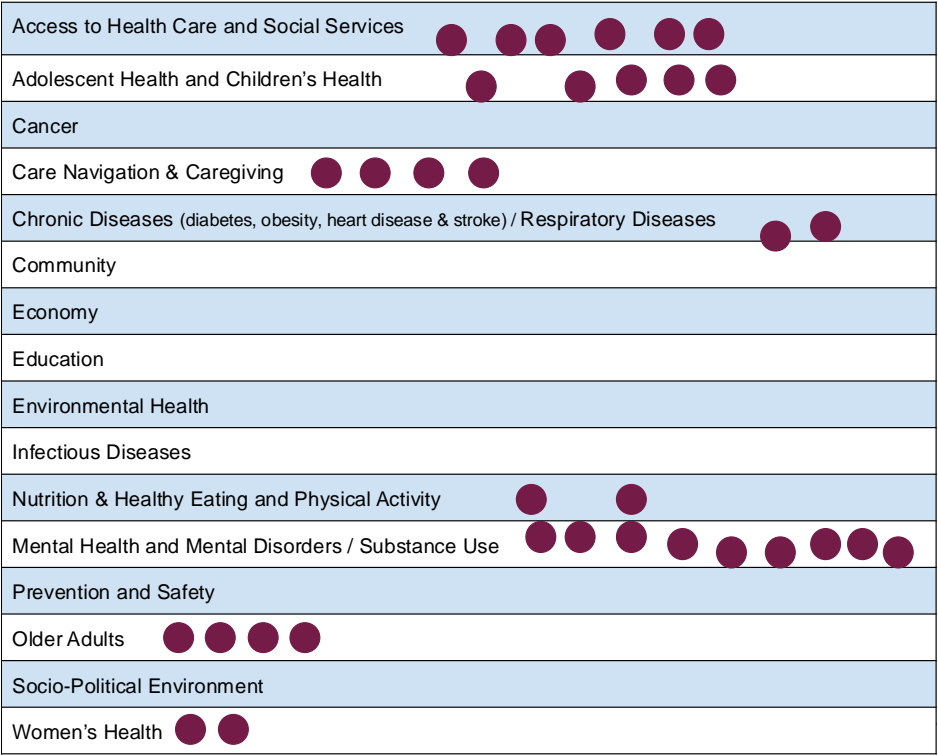 Access to Health Care and Social Services
Adolescent Health and Children’s Health
Cancer
Care Navigation & Caregiving
Chronic Diseases (diabetes, obesity, heart disease & stroke) / Respiratory Diseases
Community
Economy
Education
Environmental Health
Infectious Diseases
Nutrition & Healthy Eating and Physical Activity
Mental Health and Mental Disorders / Substance Use
Prevention and Safety
Older Adults
Socio-Political Environment
Women’s Health